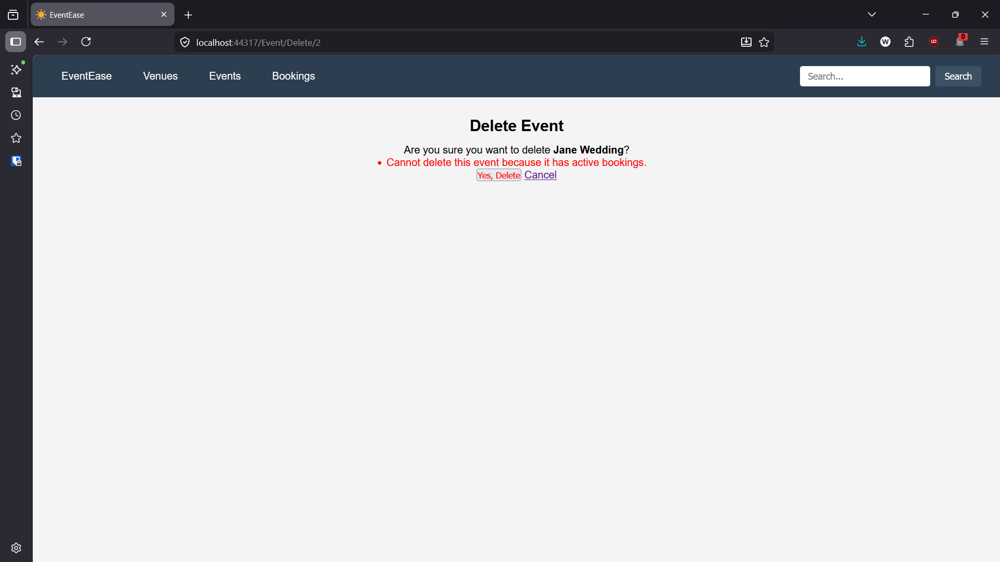 EventEase
localhost:44317/Event/Delete/2
W
0
EventEase Venues Events Bookings Search... Search
Delete Event
Are you sure you want to delete Jane Wedding?
• Cannot delete this event because it has active bookings.
Yes, Delete Cancel